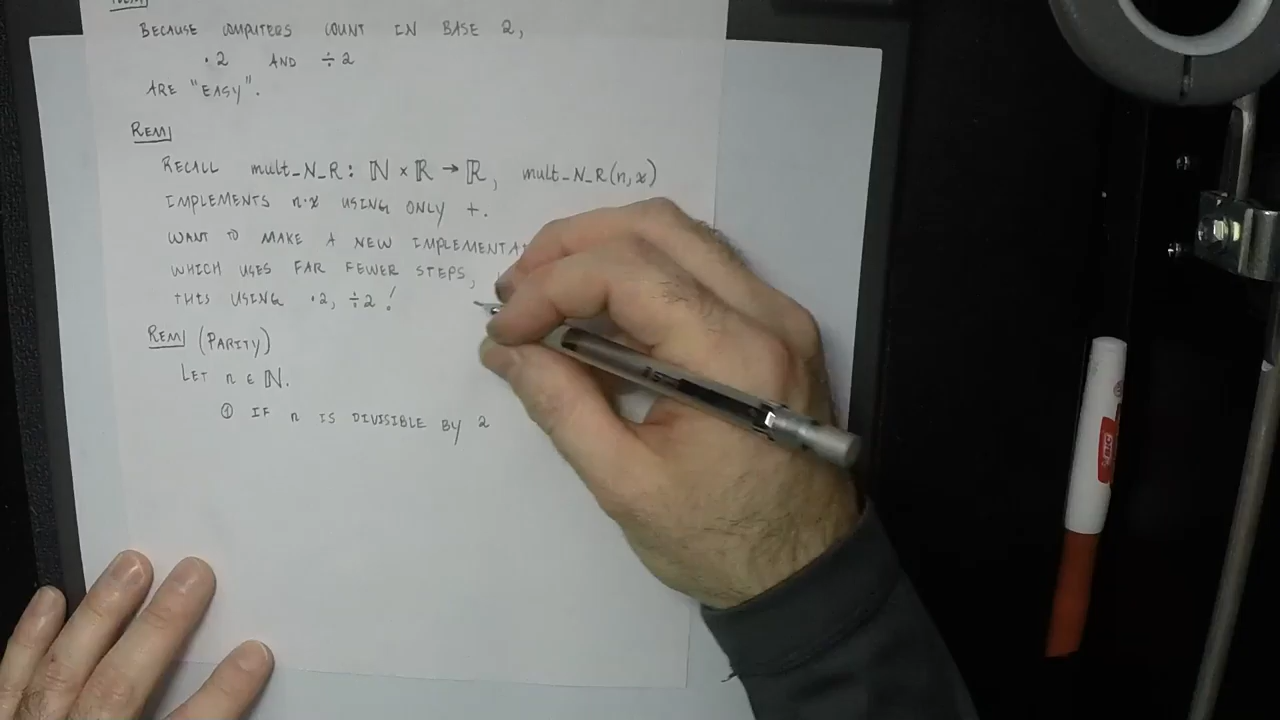 REM
BECAUSE COMPUTERS COUNT IN BASE 2,
·2 AND ÷2
ARE "EASY".
REM
RECALL mult_N_R: ℕ × ℝ → ℝ, mult_N_R(n,x)
IMPLEMENTS n·x USING ONLY +.
WANT TO MAKE A NEW
WHICH USES FAR FEWER STEPS,
THIS USING ·2, ÷2!
REM (PARITY)
LET n ∈ ℕ.
① IF n IS DIVISIBLE BY 2
BIC